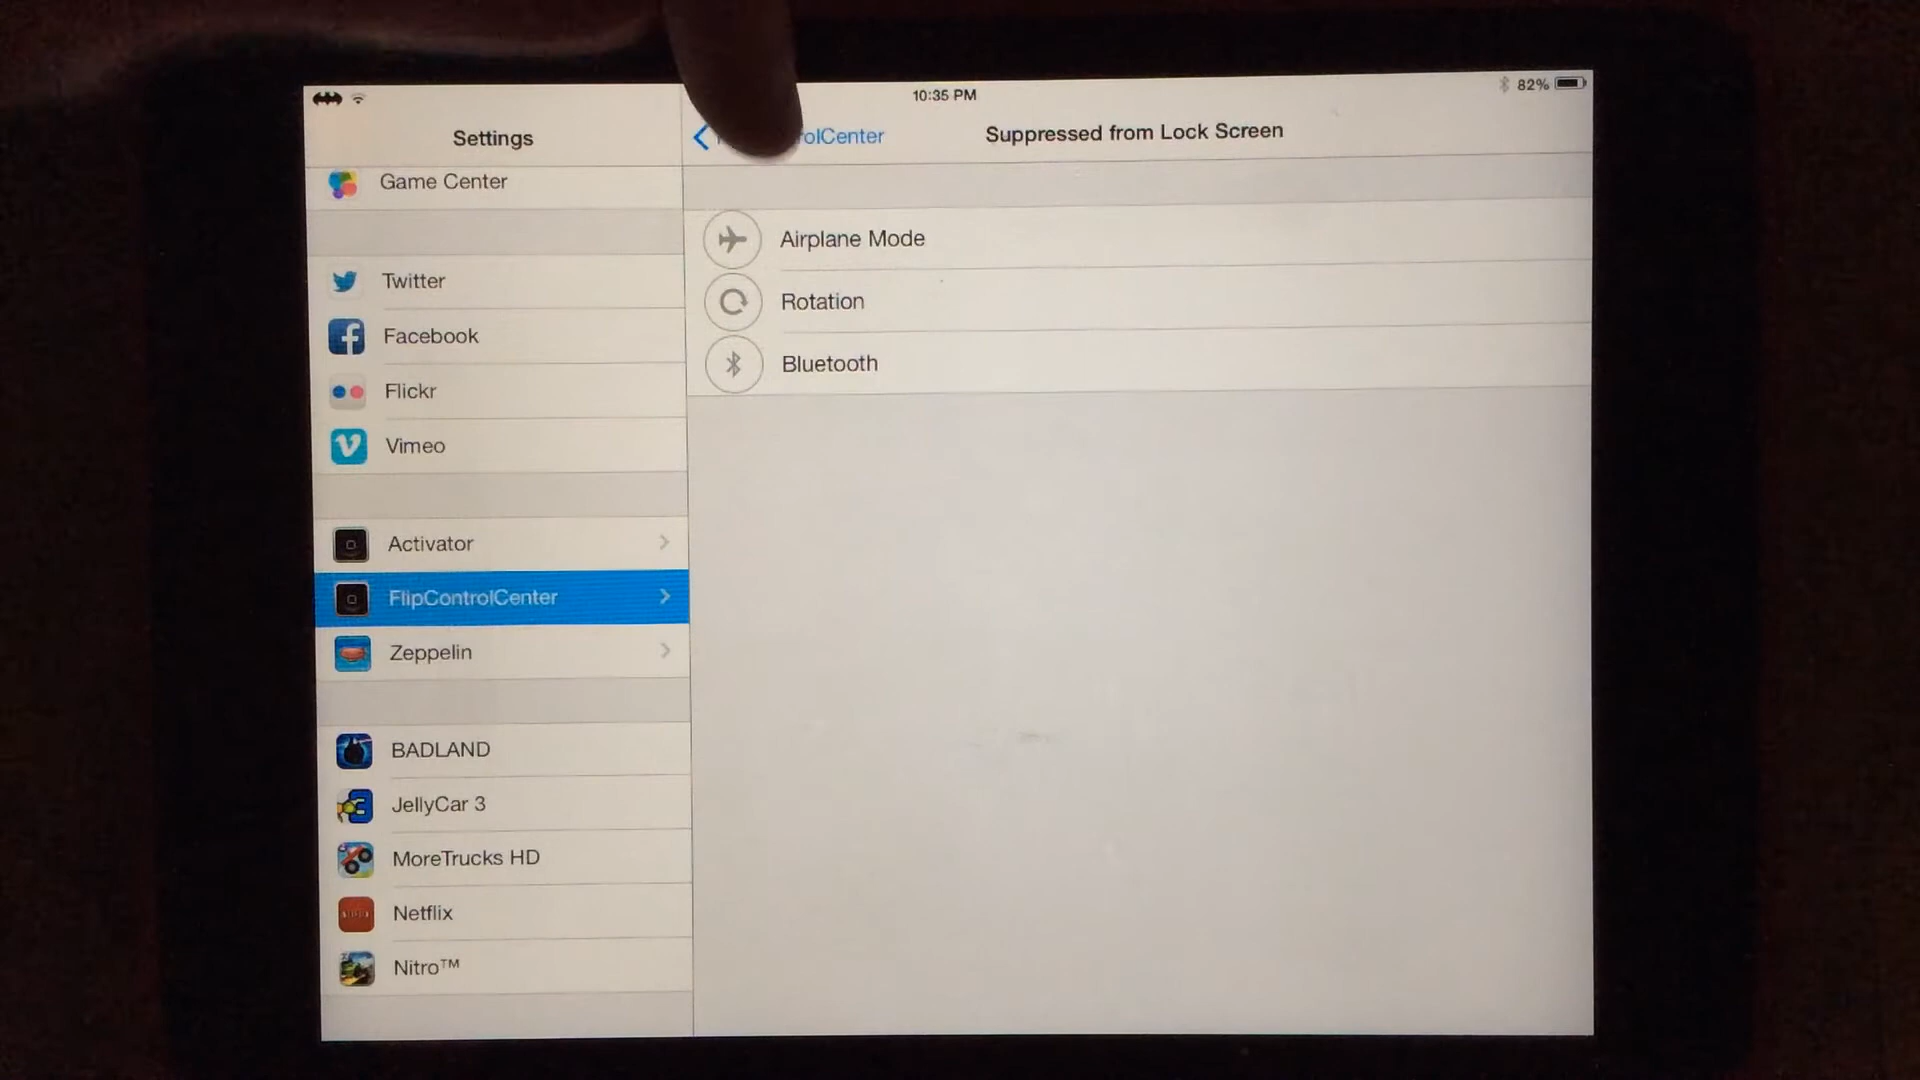 10:35 PM
82%
Settings
Game Center
Twitter
Facebook
Flickr
Vimeo
Activator
FlipControlCenter
Zeppelin
BADLAND
JellyCar 3
MoreTrucks HD
Netflix
Nitro™
olCenter
Suppressed from Lock Screen
Airplane Mode
Rotation
Bluetooth